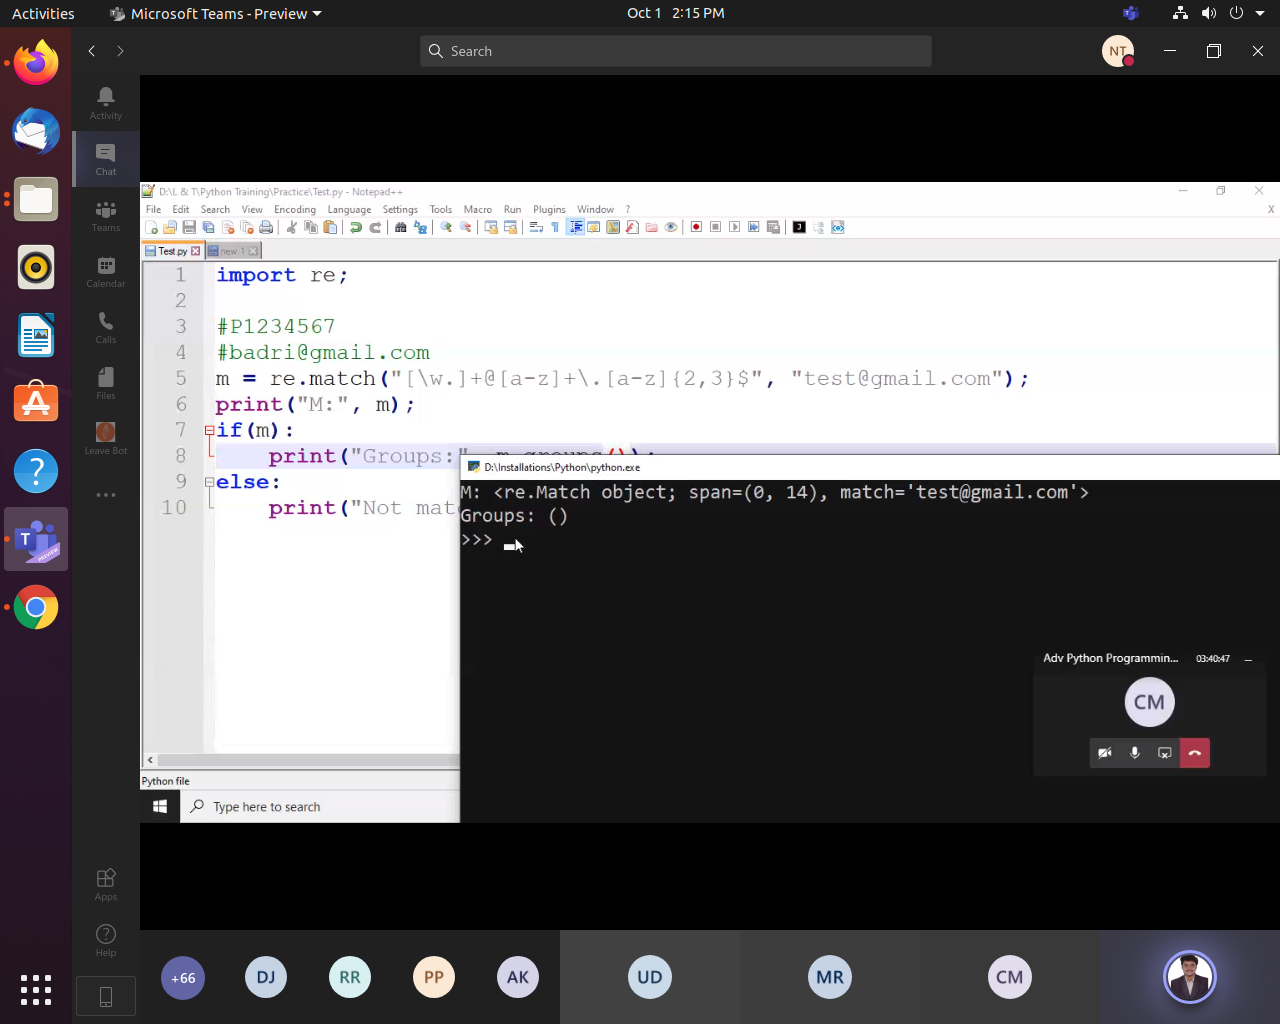 Activities
Microsoft Teams - Preview
Oct 1 2:15 PM
Search
NT
Activity
Chat
Teams
Calendar
Calls
Files
Leave Bot
Apps
Help
D:\L & T\Python Training\Practice\Test.py - Notepad++
File Edit Search View Encoding Language Settings Tools Macro Run Plugins Window ?
X
Test.py
new 1
1 import re;
2
3 #P1234567
4 #badri@gmail.com
5 m = re.match("[\w.]+@[a-z]+\.[a-z]{2,3}$", "test@gmail.com");
6 print("M:", m);
7 if(m):
8 print("Groups:", m.groups());
9 else:
10 print("Not mat
D:\Installations\Python\python.exe
M: <re.Match object; span=(0, 14), match='test@gmail.com'>
Groups: ()
>>>
Adv Python Programmin... 03:40:47
CM
Python file
Type here to search
+66
DJ
RR
PP
AK
UD
MR
CM